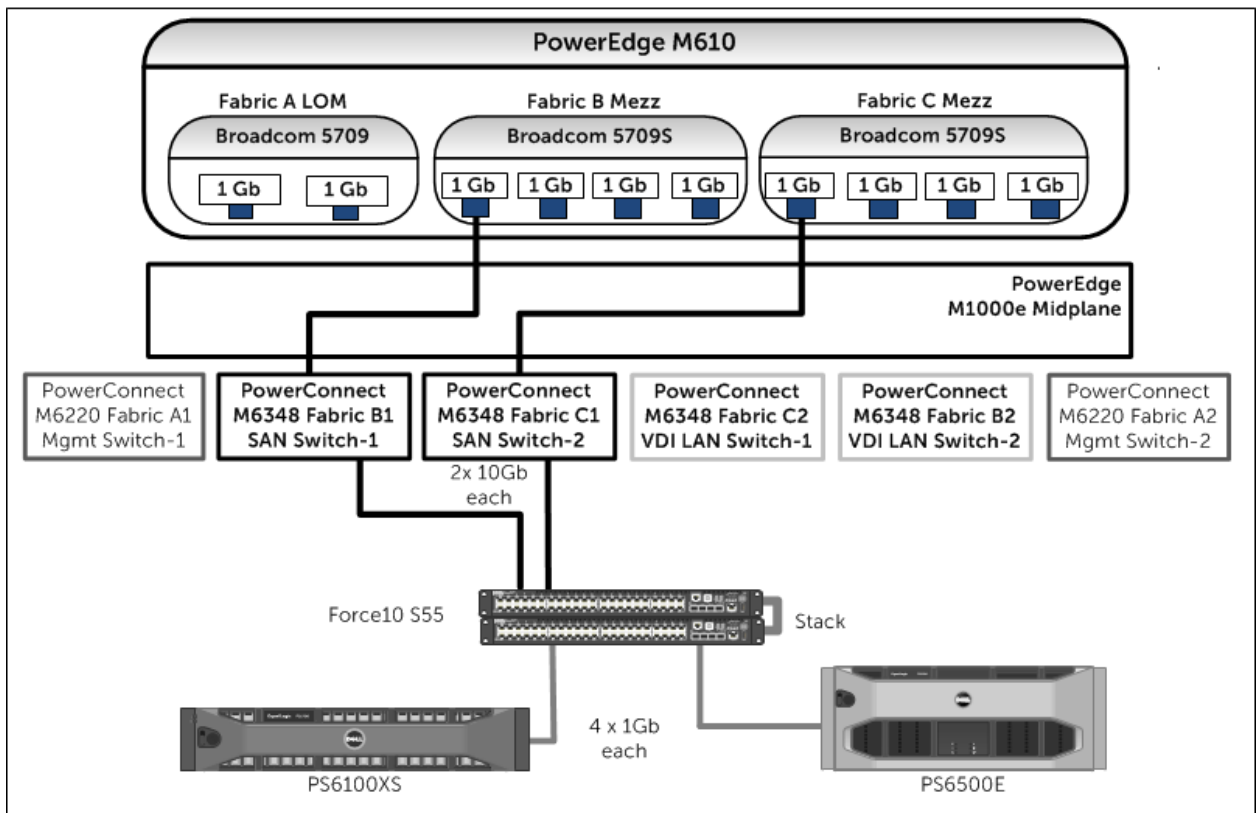 PowerEdge M610
Fabric A LOM
Fabric B Mezz
Fabric C Mezz
Broadcom 5709
Broadcom 5709S
Broadcom 5709S
1 Gb
1 Gb
1 Gb
1 Gb
1 Gb
1 Gb
1 Gb
1 Gb
1 Gb
1 Gb
PowerEdge
M1000e Midplane
PowerConnect
M6220 Fabric A1
Mgmt Switch-1
PowerConnect
M6348 Fabric B1
SAN Switch-1
PowerConnect
M6348 Fabric C1
SAN Switch-2
PowerConnect
M6348 Fabric C2
VDI LAN Switch-1
PowerConnect
M6348 Fabric B2
VDI LAN Switch-2
PowerConnect
M6220 Fabric A2
Mgmt Switch-2
2x 10Gb
each
Force10 S55
Stack
4 x 1Gb
each
DELL
PS6100XS
DELL
PS6500E